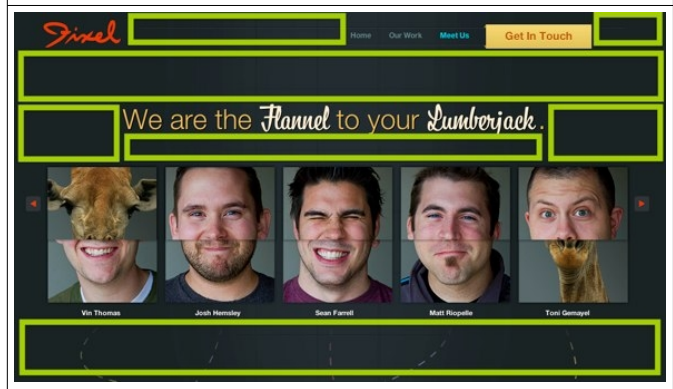 Fixel
Home Our Work Meet Us Get In Touch
We are the Flannel to your Lumberjack.
Vin Thomas Josh Hemsley Sean Farrell Matt Riopelle Toni Gemayel